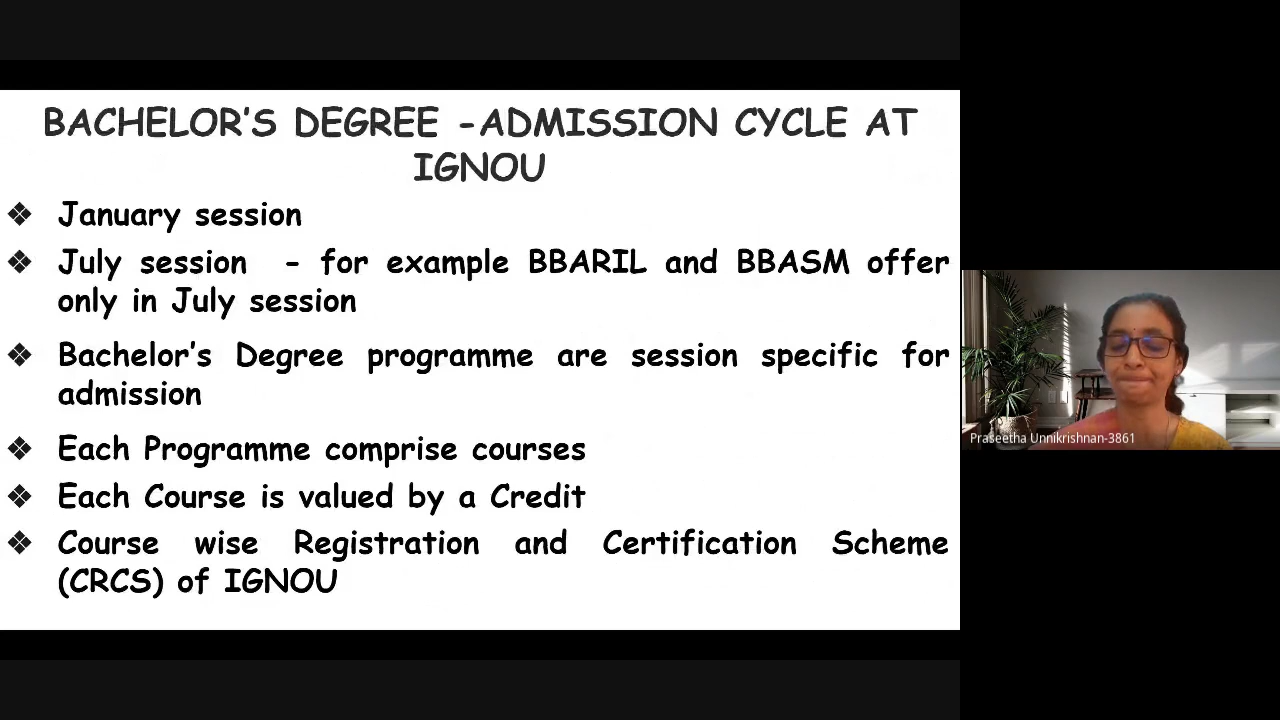 BACHELOR'S DEGREE -ADMISSION CYCLE AT
IGNOU
❖ January session
❖ July session - for example BBARIL and BBASM offer
only in July session
❖ Bachelor's Degree programme are session specific for
admission
❖ Each Programme comprise courses
❖ Each Course is valued by a Credit
❖ Course wise Registration and Certification Scheme
(CRCS) of IGNOU
Praseetha Unnikrishnan-3861